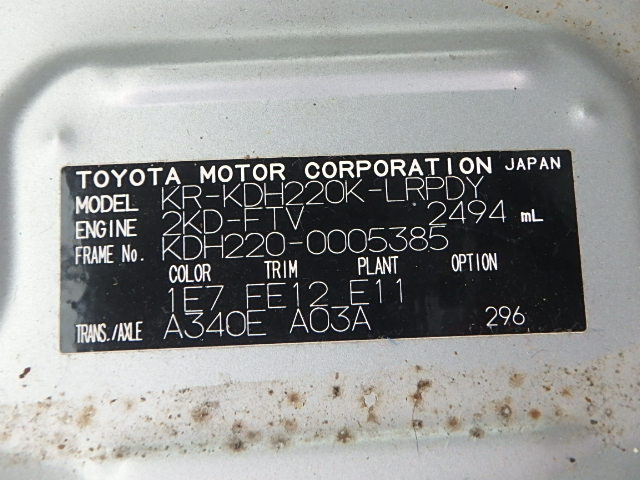 TOYOTA MOTOR CORPORATION JAPAN
MODEL KR-KDH220K-LRPDY
ENGINE 2KD-FTV 2494 mL
FRAME No. KDH220-0005385
COLOR TRIM PLANT OPTION
1E7 FE12 E11
TRANS./AXLE A340E A03A 296